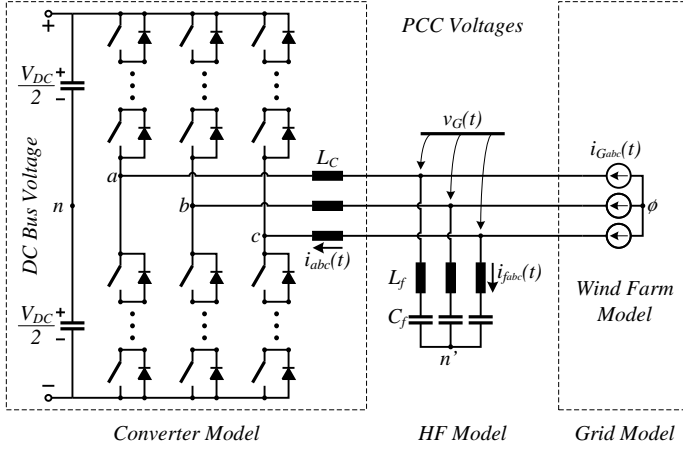 PCC Voltages
+
V_DC
2
+
−
v_G(t)
L_C
i_Gabc(t)
a
n
b
ϕ
DC Bus Voltage
c
i_abc(t)
L_f
i_fabc(t)
Wind Farm
Model
V_DC
2
+
−
C_f
n'
−
Converter Model
HF Model
Grid Model